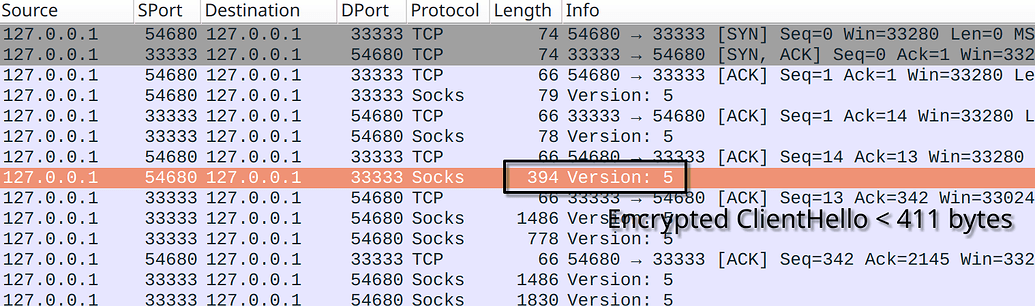 Source SPort Destination DPort Protocol Length Info
127.0.0.1 54680 127.0.0.1 33333 TCP 74 54680 → 33333 [SYN] Seq=0 Win=33280 Len=0 MS
127.0.0.1 33333 127.0.0.1 54680 TCP 74 33333 → 54680 [SYN, ACK] Seq=0 Ack=1 Win=332
127.0.0.1 54680 127.0.0.1 33333 TCP 66 54680 → 33333 [ACK] Seq=1 Ack=1 Win=33280 Le
127.0.0.1 54680 127.0.0.1 33333 Socks 79 Version: 5
127.0.0.1 33333 127.0.0.1 54680 TCP 66 33333 → 54680 [ACK] Seq=1 Ack=14 Win=33280 L
127.0.0.1 33333 127.0.0.1 54680 Socks 78 Version: 5
127.0.0.1 54680 127.0.0.1 33333 TCP 66 54680 → 33333 [ACK] Seq=14 Ack=13 Win=33280
127.0.0.1 54680 127.0.0.1 33333 Socks 394 Version: 5
127.0.0.1 33333 127.0.0.1 54680 TCP 66 33333 → 54680 [ACK] Seq=13 Ack=342 Win=33024
Encrypted ClientHello < 411 bytes
127.0.0.1 33333 127.0.0.1 54680 Socks 1486 Version: 5
127.0.0.1 33333 127.0.0.1 54680 Socks 778 Version: 5
127.0.0.1 54680 127.0.0.1 33333 TCP 66 54680 → 33333 [ACK] Seq=342 Ack=2145 Win=332
127.0.0.1 33333 127.0.0.1 54680 Socks 1486 Version: 5
127.0.0.1 33333 127.0.0.1 54680 Socks 1830 Version: 5